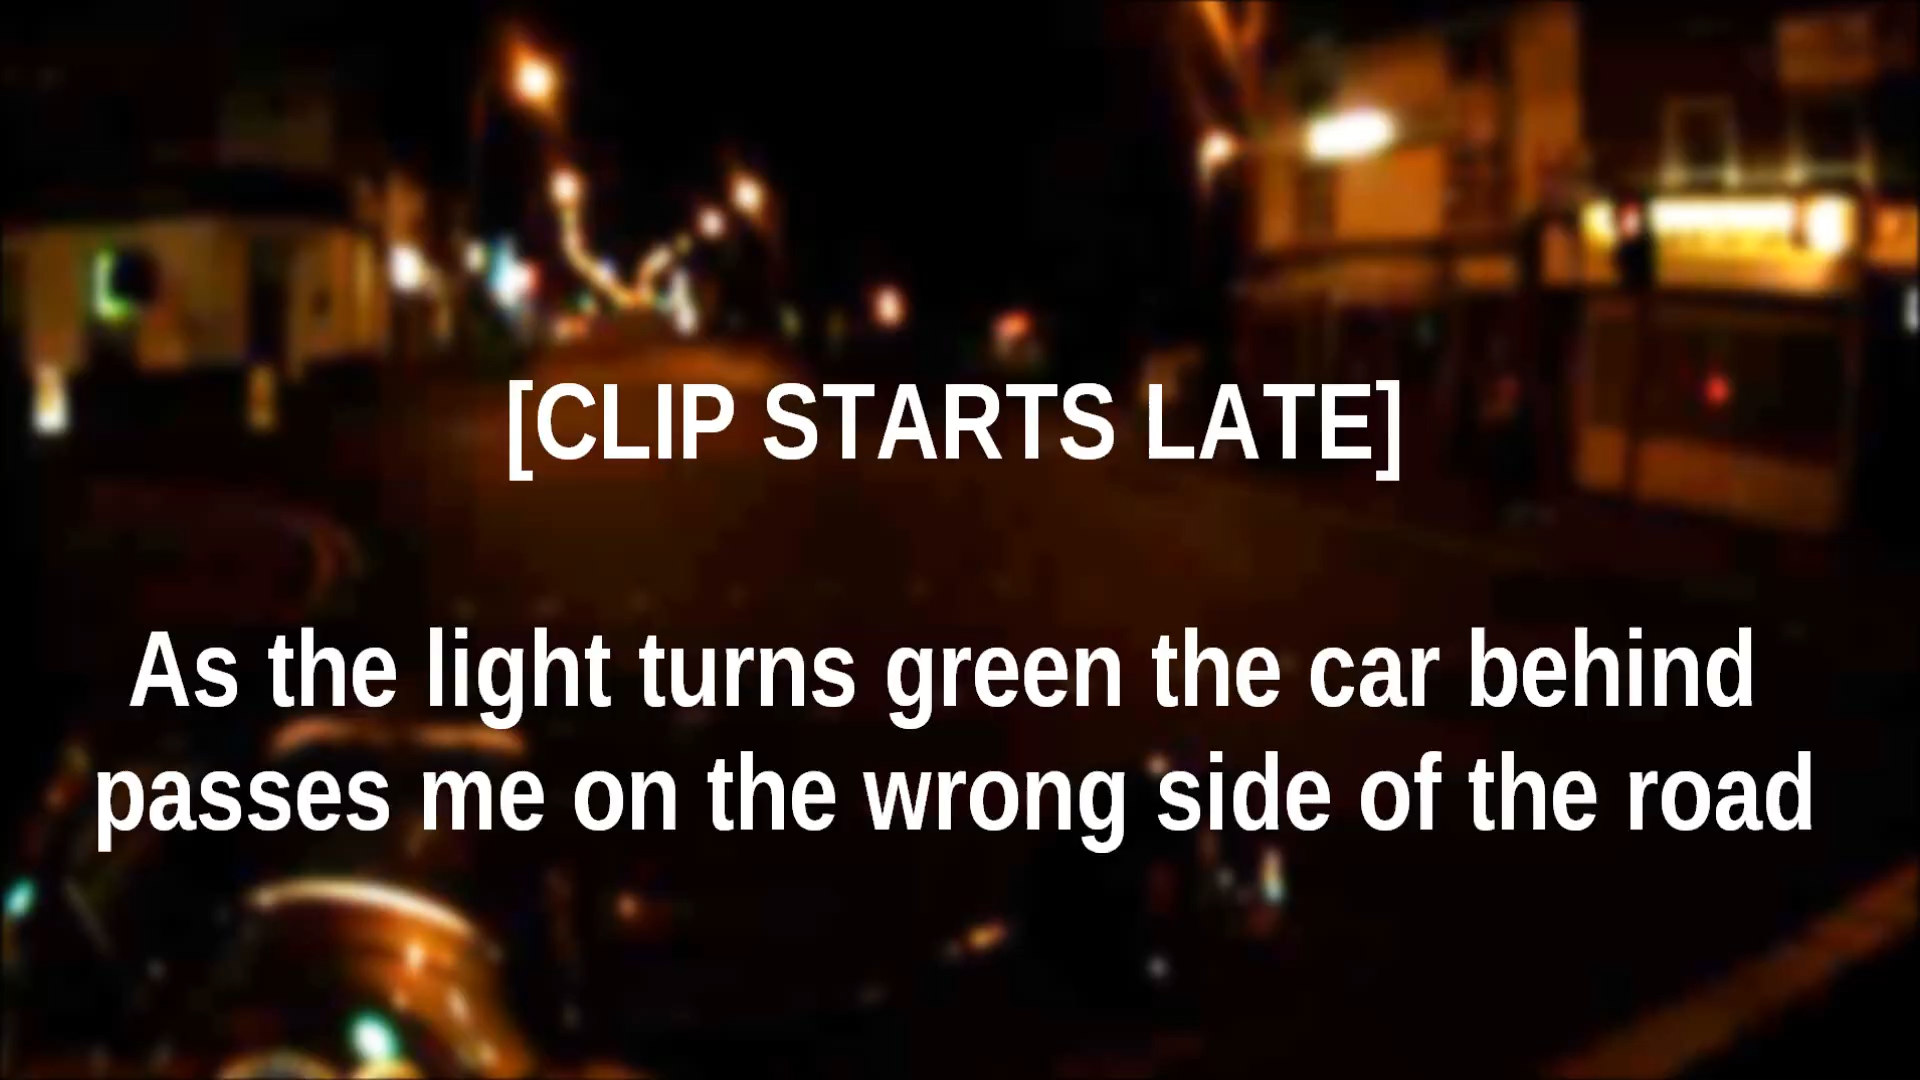 [CLIP STARTS LATE]
As the light turns green the car behind
passes me on the wrong side of the road